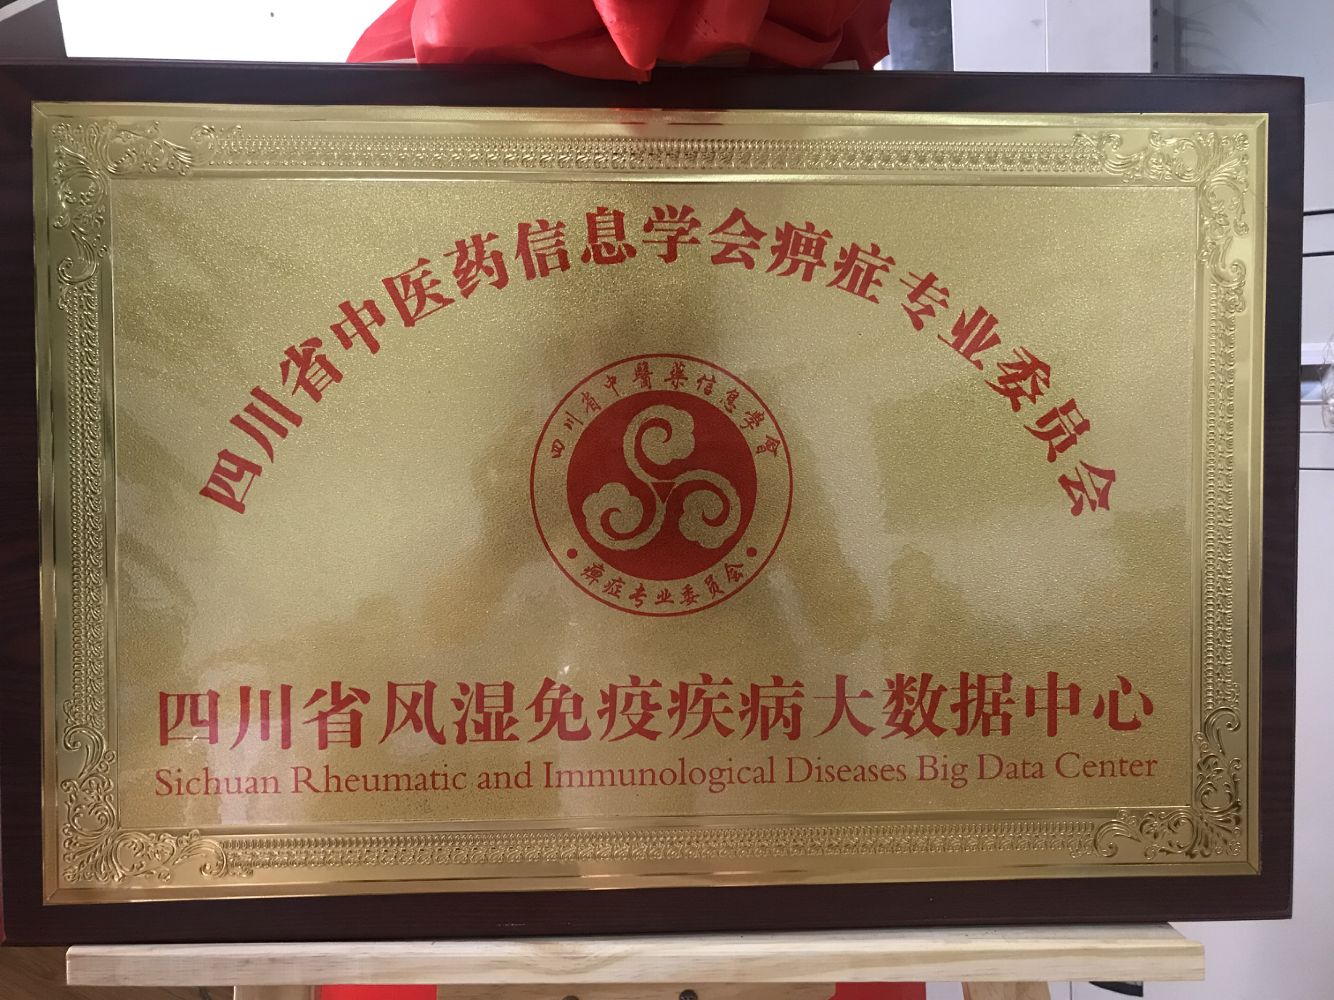 四川省中医药信息学会痹症专业委员会
四川省中醫藥信息學會
痹症专业委员会
四川省风湿免疫疾病大数据中心
Sichuan Rheumatic and Immunological Diseases Big Data Center